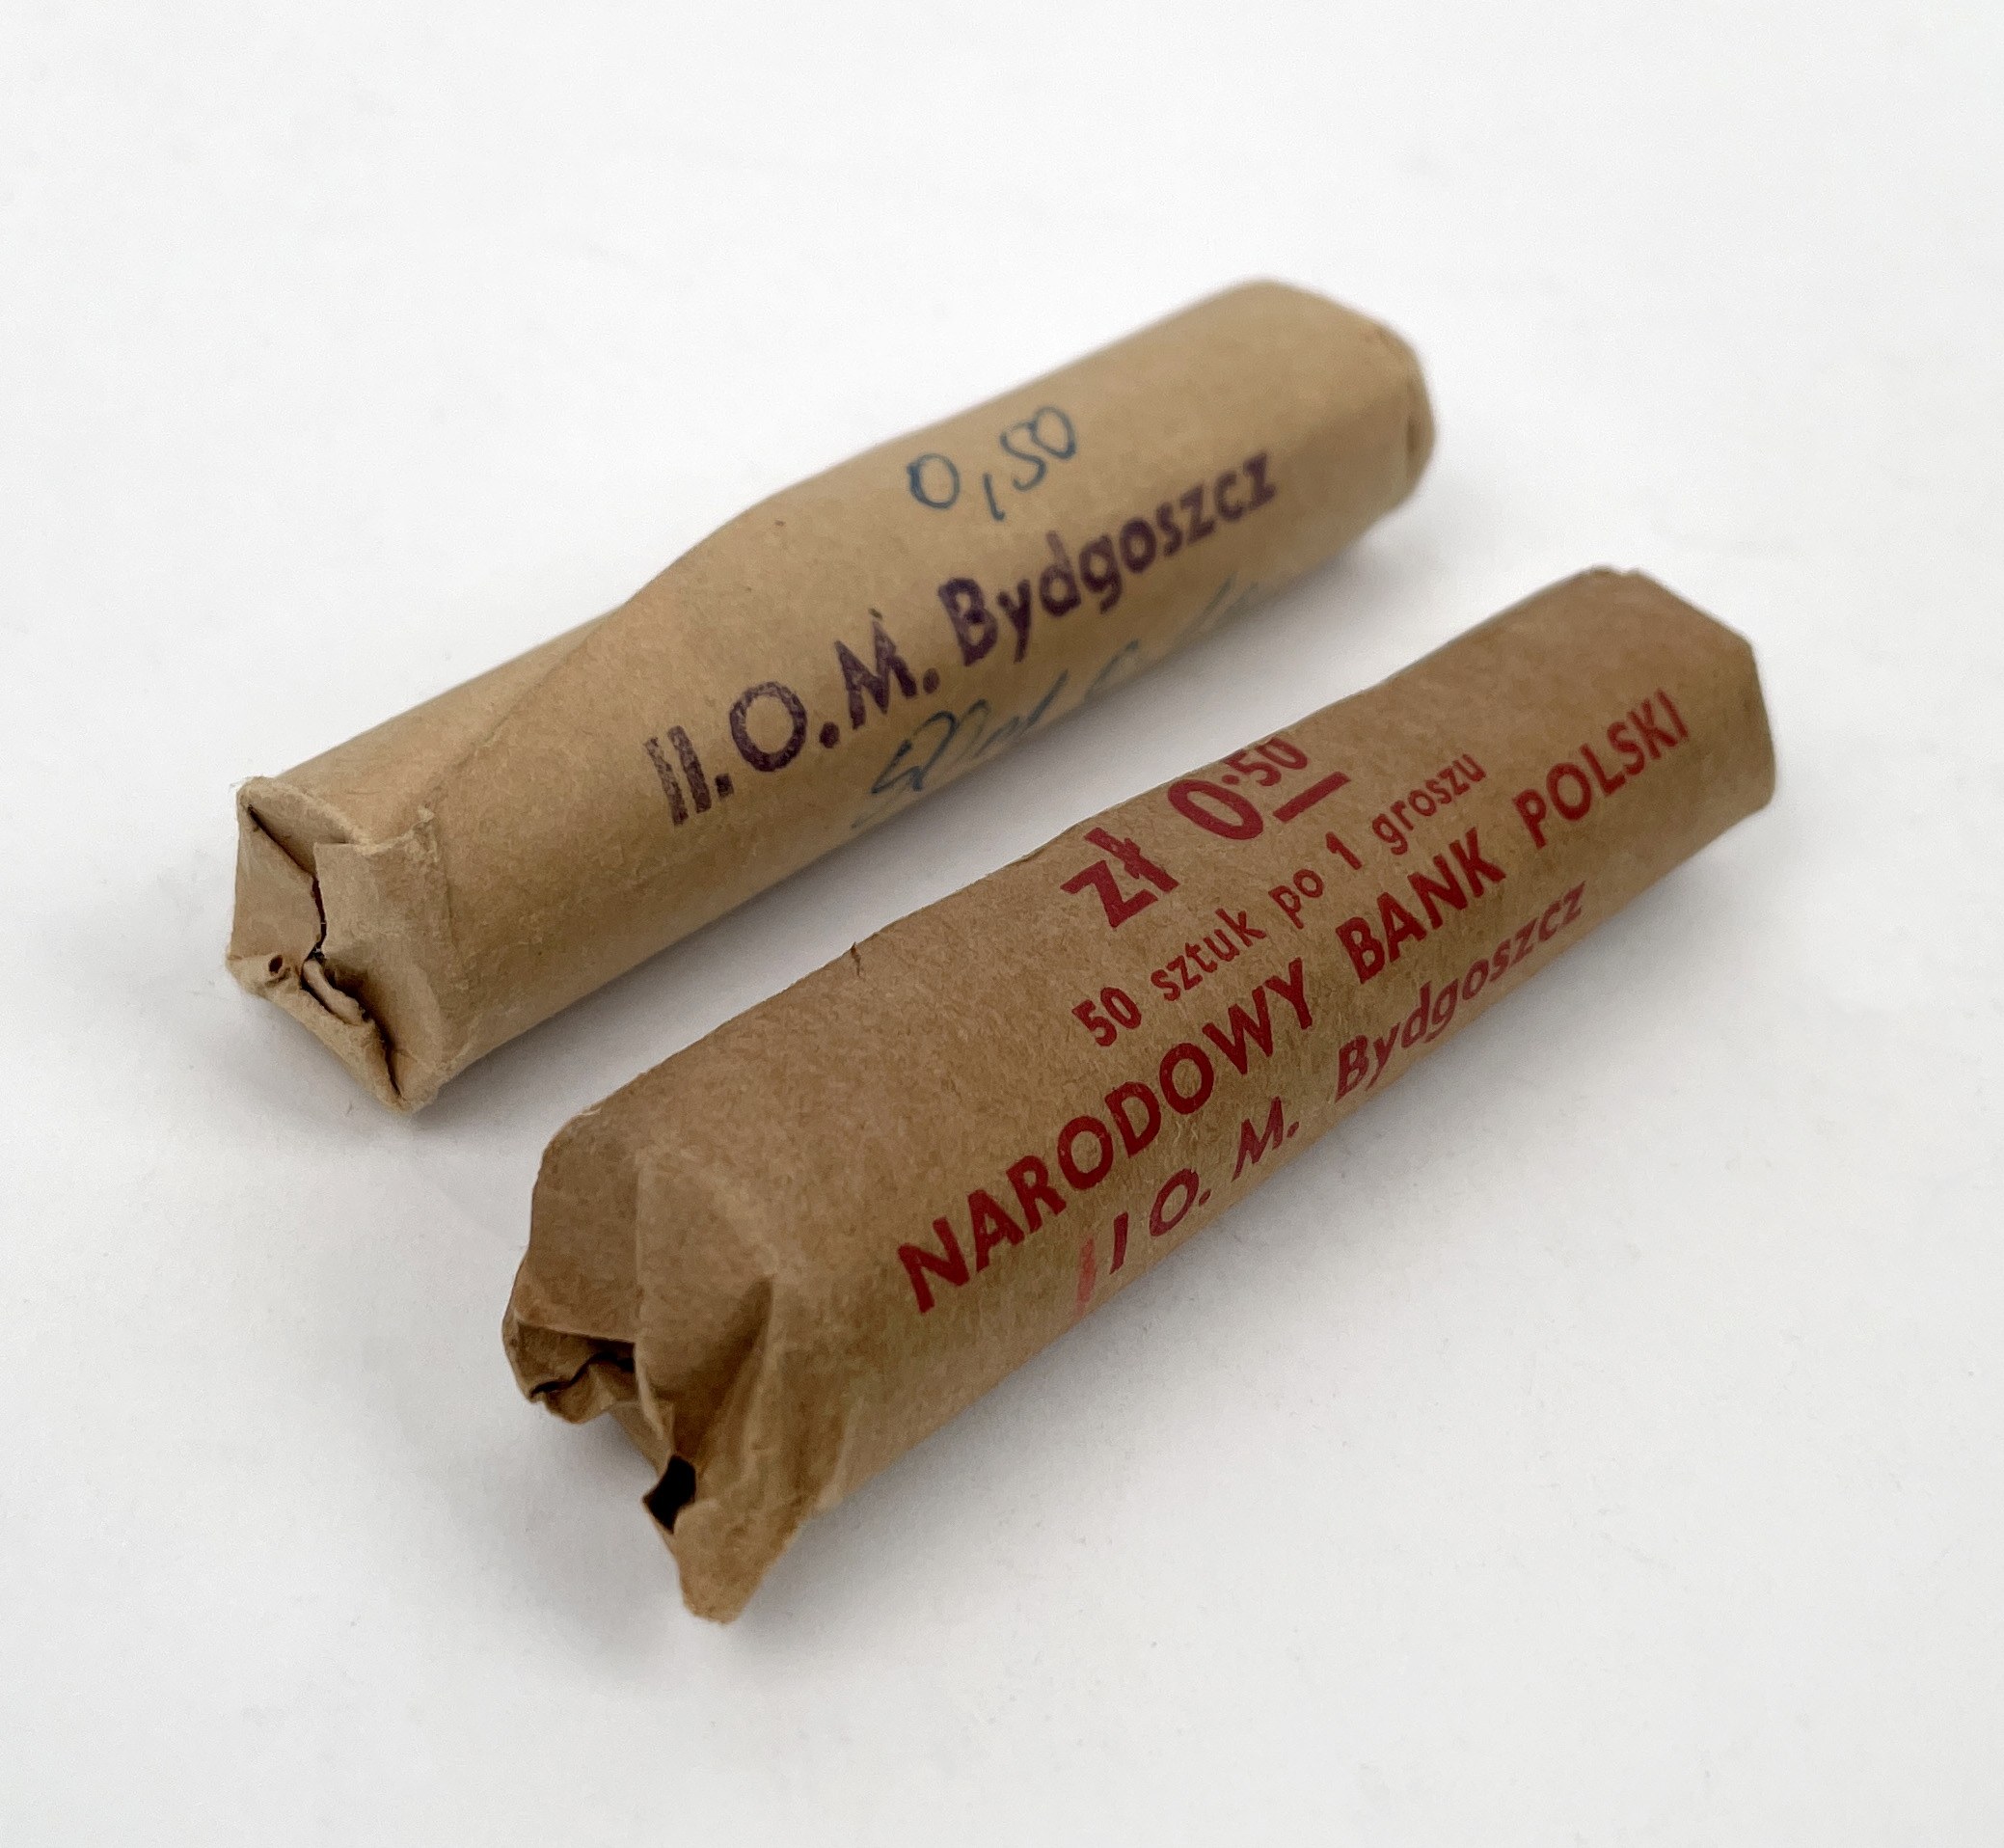 0,50
II. O. M. Bydgoszcz
zł 0.50
50 sztuk po 1 groszu
NARODOWY BANK POLSKI
II O. M. Bydgoszcz